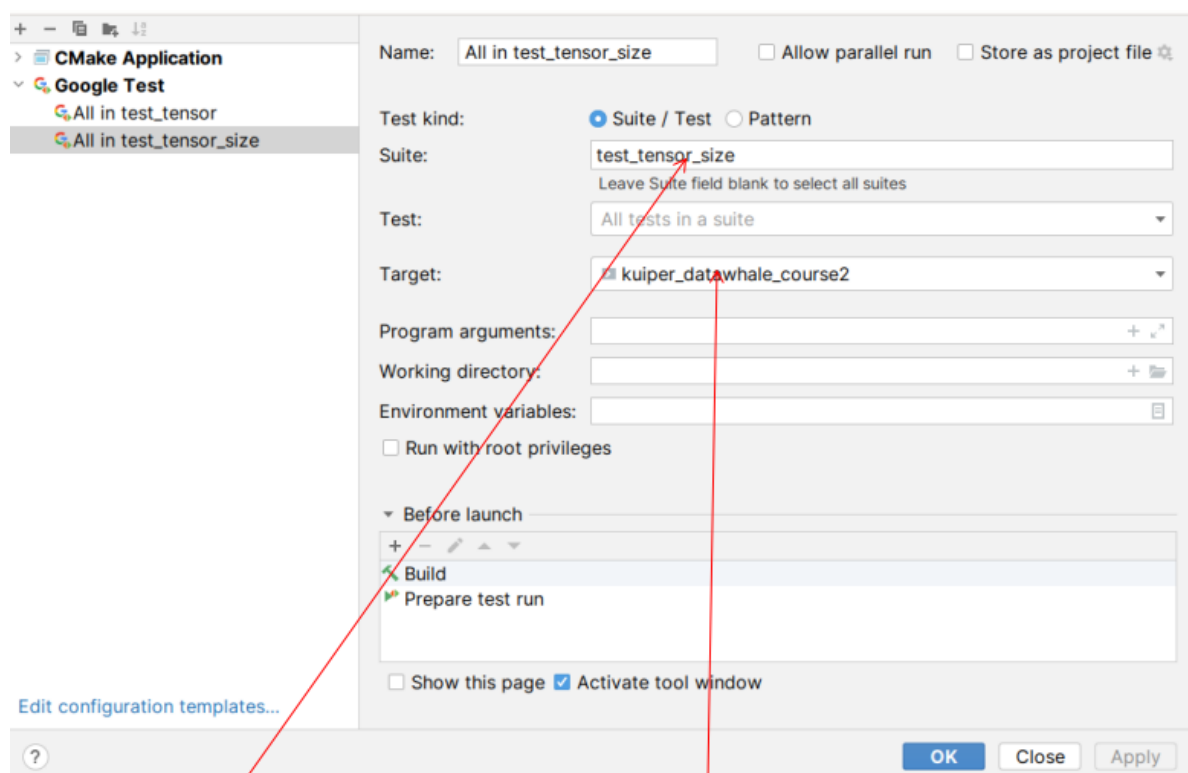 CMake Application
Google Test
All in test_tensor
All in test_tensor_size
Edit configuration templates...
Name: All in test_tensor_size Allow parallel run Store as project file
Test kind: Suite / Test Pattern
Suite: test_tensor_size
Leave Suite field blank to select all suites
Test: All tests in a suite
Target: kuiper_datawhale_course2
Program arguments:
Working directory:
Environment variables:
Run with root privileges
Before launch
Build
Prepare test run
Show this page Activate tool window
? OK Close Apply